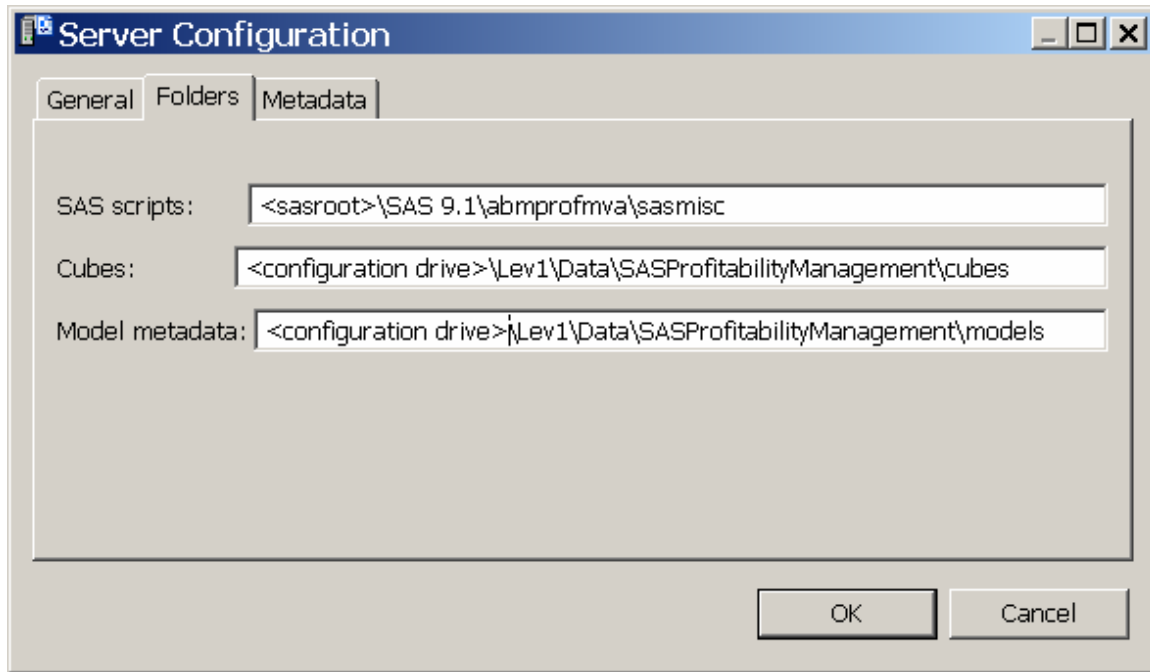 Server Configuration
General Folders Metadata
SAS scripts: <sasroot>\SAS 9.1\abmprofmva\sasmisc
Cubes: <configuration drive>\Lev1\Data\SASProfitabilityManagement\cubes
Model metadata: <configuration drive>\Lev1\Data\SASProfitabilityManagement\models
OK Cancel